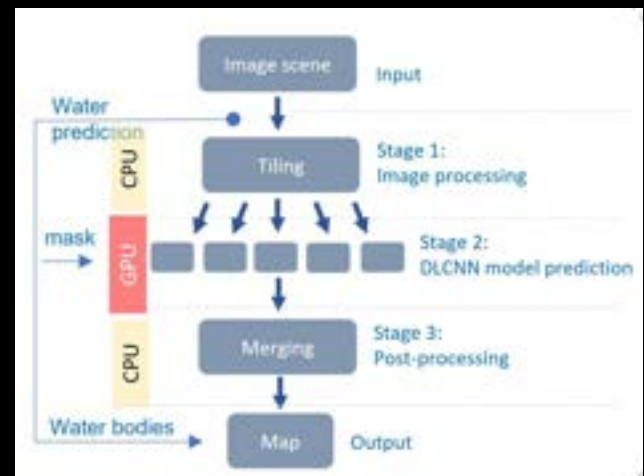 Image scene
Input
Water
prediction
CPU
Tiling
Stage 1:
Image processing
mask
GPU
Stage 2:
DLCNN model prediction
CPU
Merging
Stage 3:
Post-processing
Water bodies
Map
Output